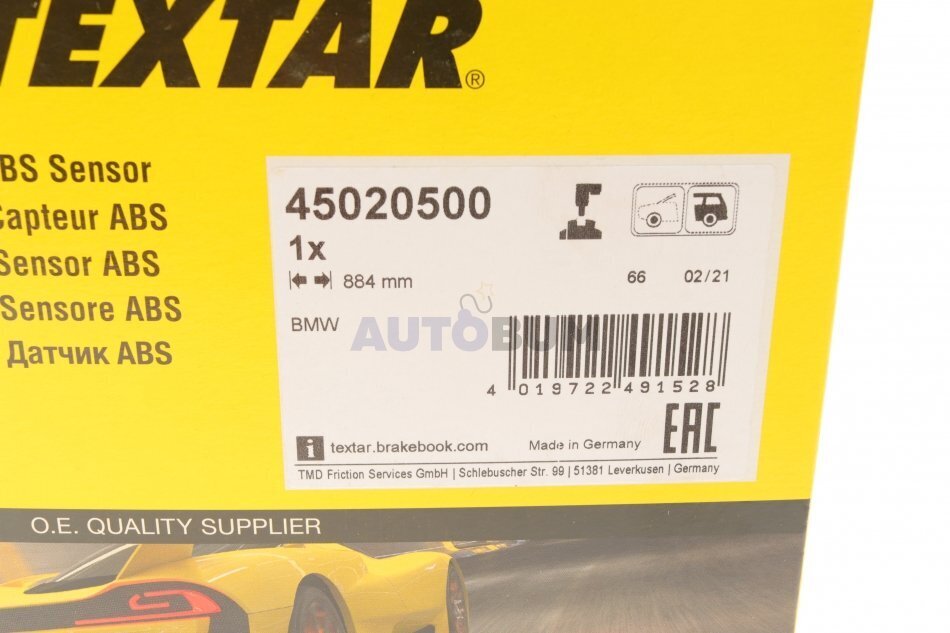 TEXTAR®
ABS Sensor
Capteur ABS
Sensor ABS
Sensore ABS
Датчик ABS
45020500
1x
884 mm
66 02/21
BMW
AUTOBUM
4 019722 491528
textar.brakebook.com
Made in Germany
EAC
TMD Friction Services GmbH | Schlebuscher Str. 99 | 51381 Leverkusen | Germany
O.E. QUALITY SUPPLIER